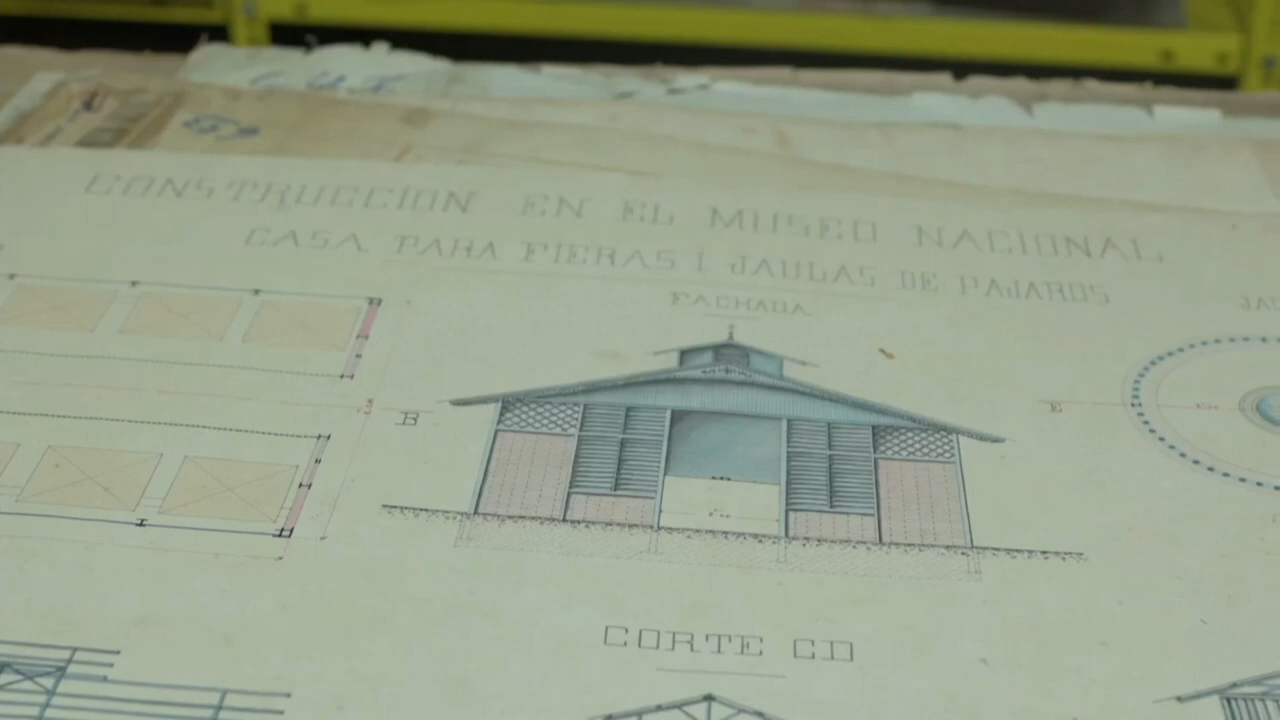 CONSTRUCCION EN EL MUSEO NACIONAL
CASA PARA FIERAS I JAULAS DE PAJAROS
FACHADA
B
E
CORTE CD